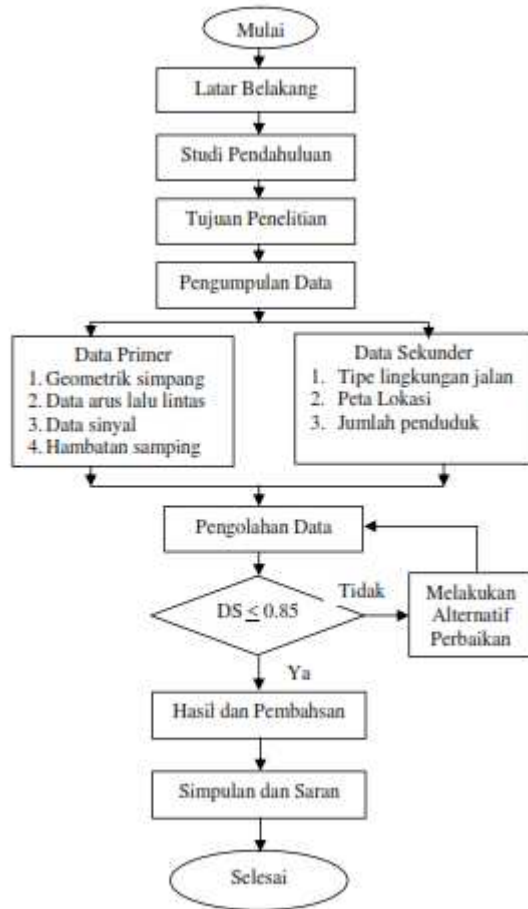 Mulai
Latar Belakang
Studi Pendahuluan
Tujuan Penelitian
Pengumpulan Data
Data Primer
1. Geometrik simpang
2. Data arus lalu lintas
3. Data sinyal
4. Hambatan samping
Data Sekunder
1. Tipe lingkungan jalan
2. Peta Lokasi
3. Jumlah penduduk
Pengolahan Data
DS ≤ 0.85
Tidak
Melakukan
Alternatif
Perbaikan
Ya
Hasil dan Pembahsan
Simpulan dan Saran
Selesai